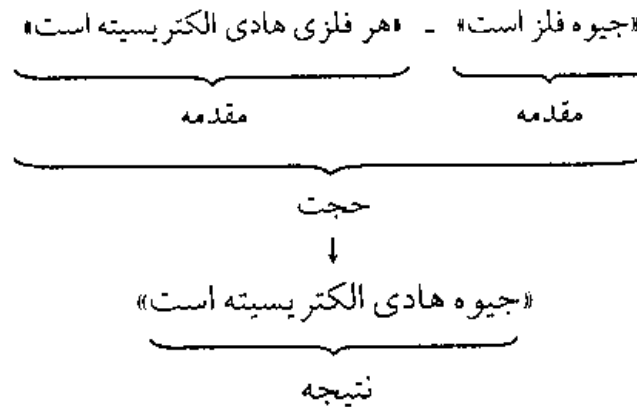 «جیوه فلز است» - «هر فلزی هادی الکتریسیته است»
مقدمه مقدمه
حجت
↓
«جیوه هادی الکتریسیته است»
نتیجه